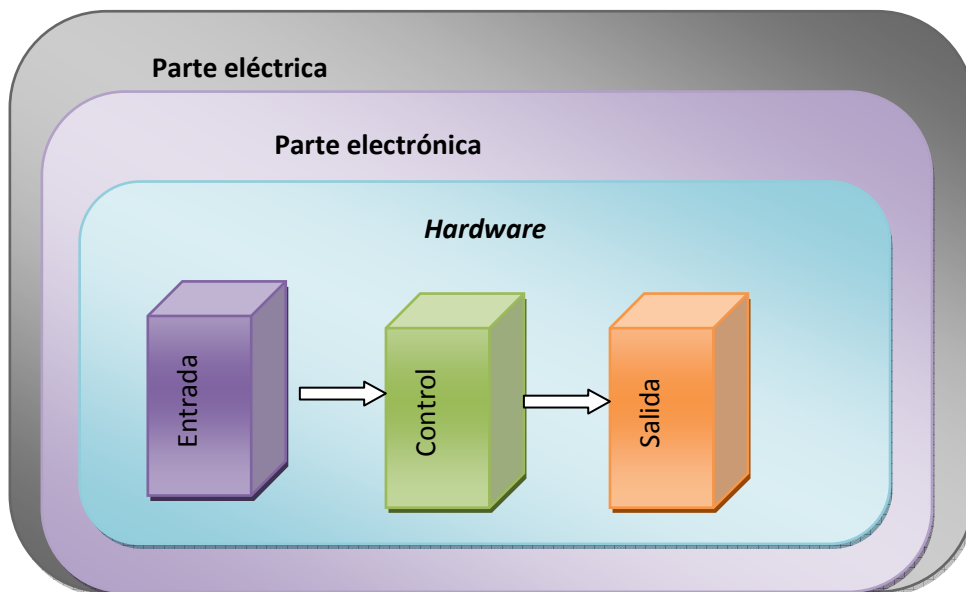 Parte eléctrica
Parte electrónica
Hardware
Entrada
Control
Salida